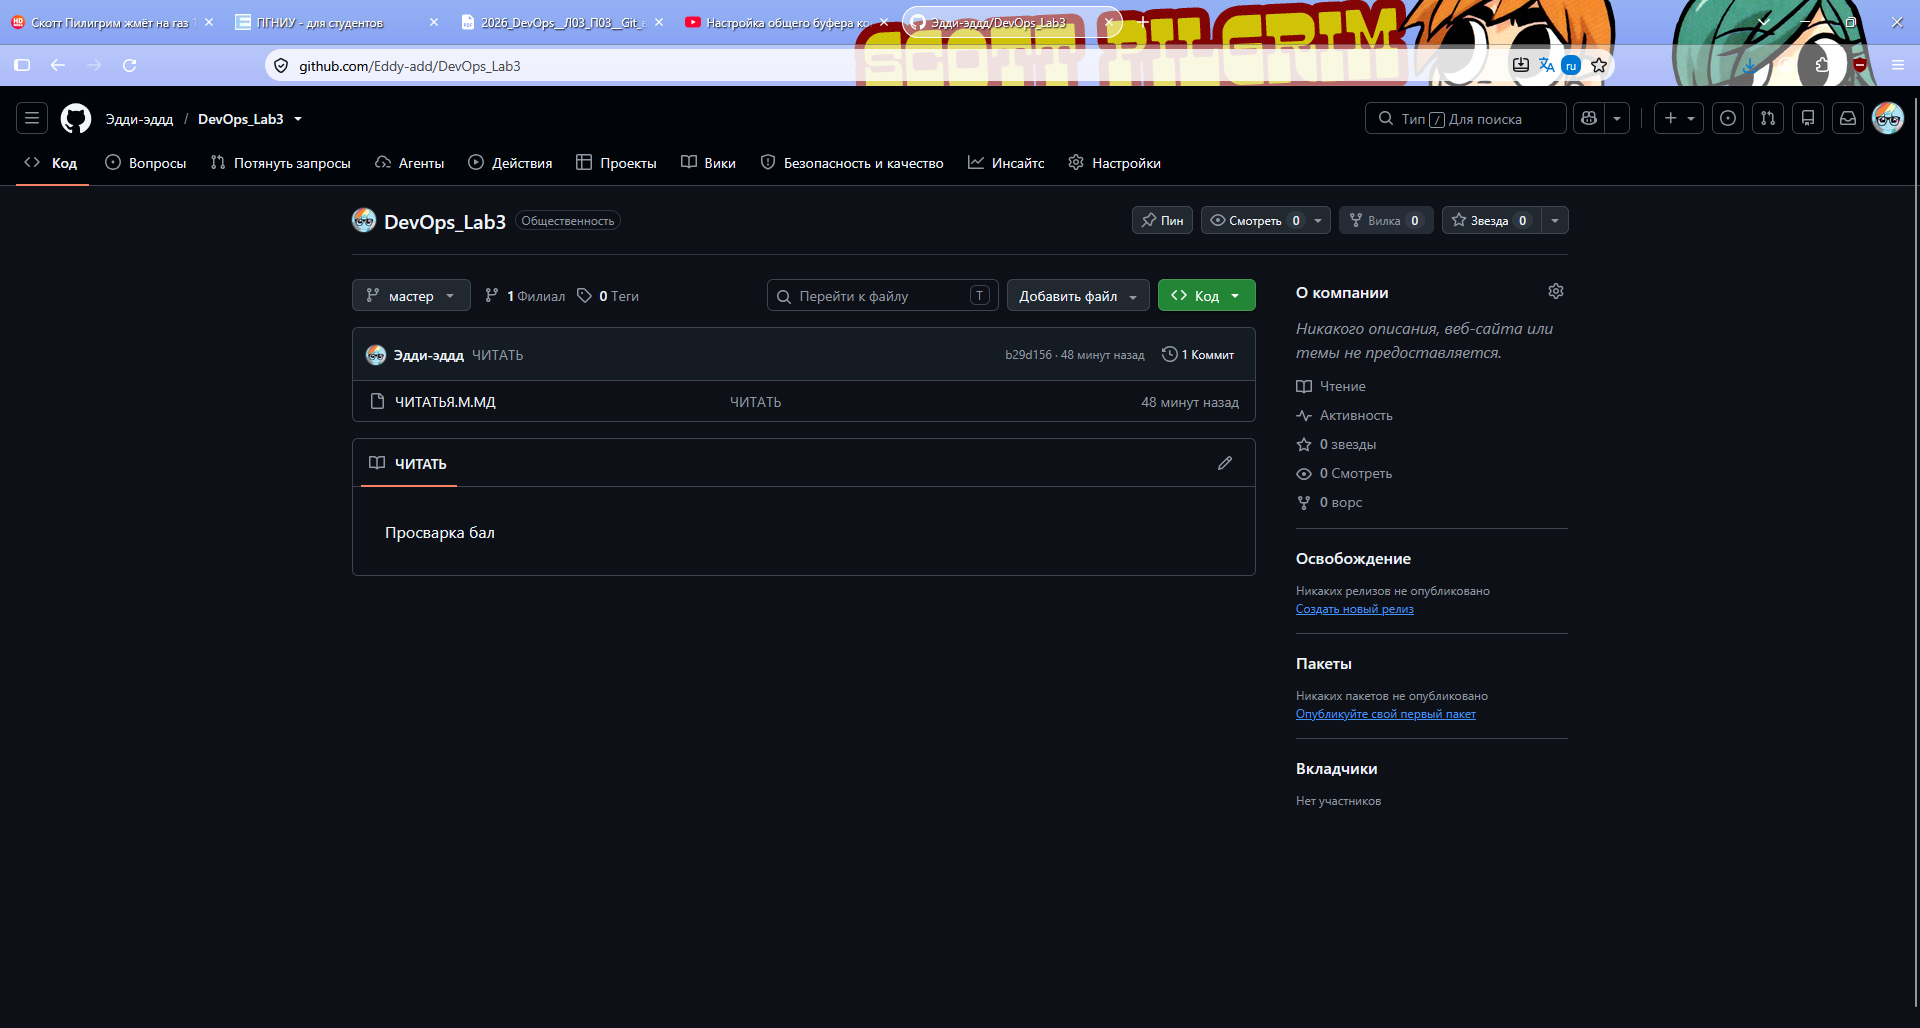 Скотт Пилигрим жмёт на газ
ПГНИУ - для студентов
2026_DevOps__Л03_П03__Git_
Настройка общего буфера ко
Эдди-эддд/DevOps_Lab3
SCOTT PILGRIM
github.com/Eddy-add/DevOps_Lab3
ru
Эдди-эддд / DevOps_Lab3
Тип / Для поиска
Код
Вопросы
Потянуть запросы
Агенты
Действия
Проекты
Вики
Безопасность и качество
Инсайтс
Настройки
DevOps_Lab3 Общественность
Пин
Смотреть 0
Вилка 0
Звезда 0
мастер
1 Филиал
0 Теги
Перейти к файлу T
Добавить файл
Код
Эдди-эддд ЧИТАТЬ b29d156 · 48 минут назад 1 Коммит
ЧИТАТЬЯ.М.МД ЧИТАТЬ 48 минут назад
ЧИТАТЬ
Просварка бал
О компании
Никакого описания, веб-сайта или
темы не предоставляется.
Чтение
Активность
0 звезды
0 Смотреть
0 ворс
Освобождение
Никаких релизов не опубликовано
Создать новый релиз
Пакеты
Никаких пакетов не опубликовано
Опубликуйте свой первый пакет
Вкладчики
Нет участников